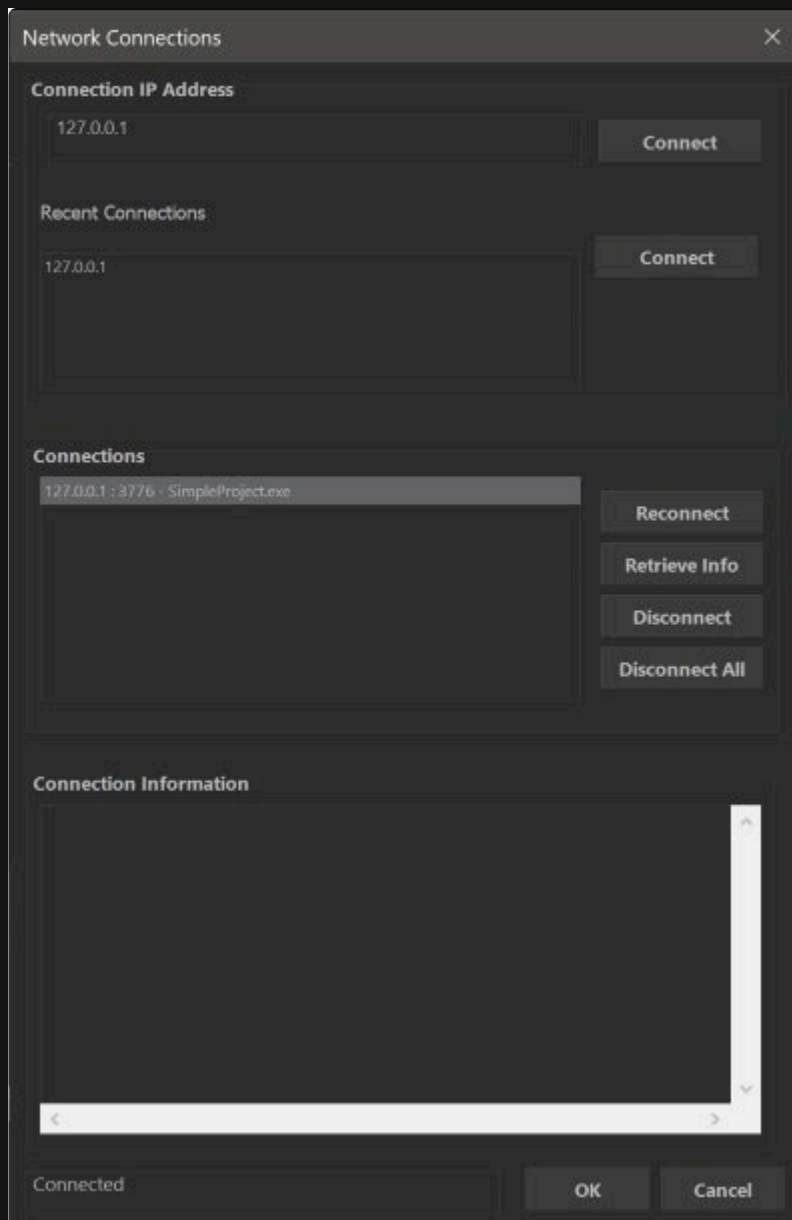 Network Connections
Connection IP Address
127.0.0.1
Connect
Recent Connections
127.0.0.1
Connect
Connections
127.0.0.1 : 3776 - SimpleProject.exe
Reconnect
Retrieve Info
Disconnect
Disconnect All
Connection Information
Connected
OK
Cancel